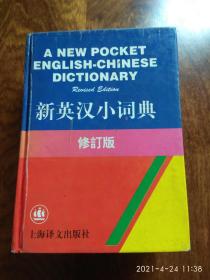 A NEW POCKET
ENGLISH-CHINESE
DICTIONARY
Revised Edition
新英汉小词典
修訂版
上海译文出版社
2021-4-24 11:38